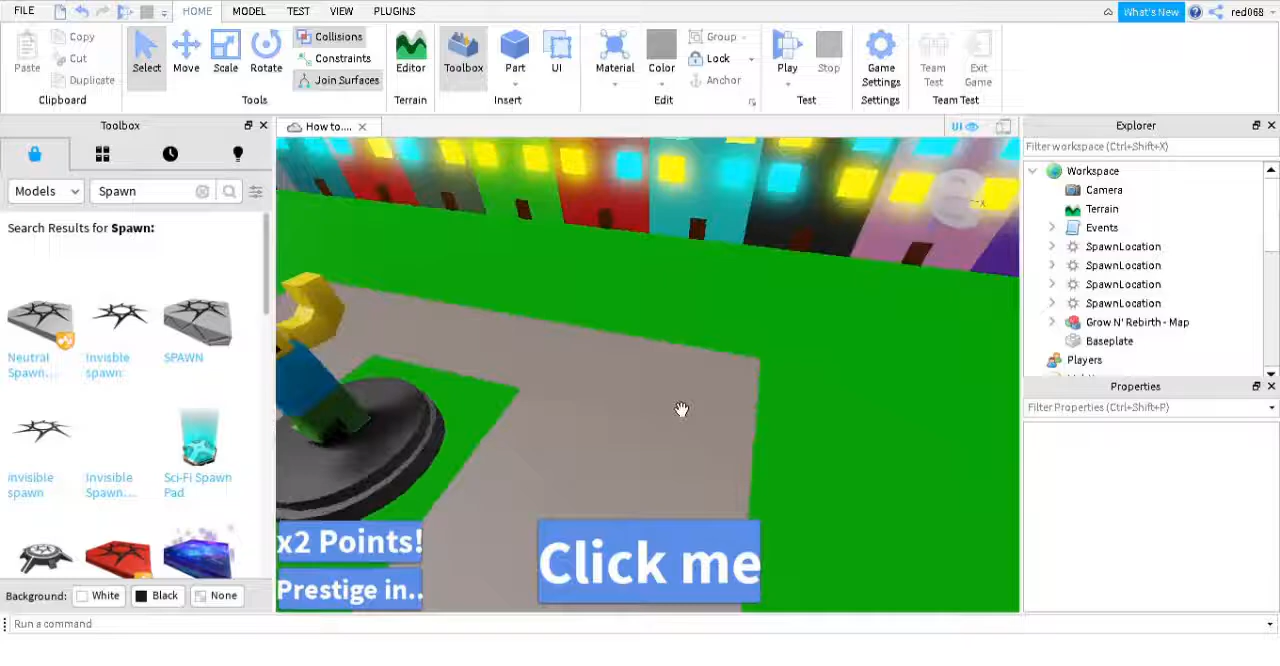 FILE
HOME
MODEL
TEST
VIEW
PLUGINS
What's New
red068
Paste
Copy
Cut
Duplicate
Clipboard
Select
Move
Scale
Rotate
Collisions
Constraints
Join Surfaces
Tools
Editor
Terrain
Toolbox
Part
UI
Insert
Material
Color
Group
Lock
Anchor
Edit
Play
Stop
Test
Game
Settings
Settings
Team
Test
Exit
Game
Team Test
Toolbox
Models
Spawn
Search Results for Spawn:
Neutral
Spawn...
Invisble
spawn
SPAWN
invisible
spawn
Invisible
Spawn....
Sci-Fi Spawn
Pad
Background:
White
Black
None
How to....
UI
x2 Points!
Prestige in..
Click me
Explorer
Filter workspace (Ctrl+Shift+X)
Workspace
Camera
Terrain
Events
SpawnLocation
SpawnLocation
SpawnLocation
SpawnLocation
Grow N' Rebirth - Map
Baseplate
Players
Properties
Filter Properties (Ctrl+Shift+P)
Run a command